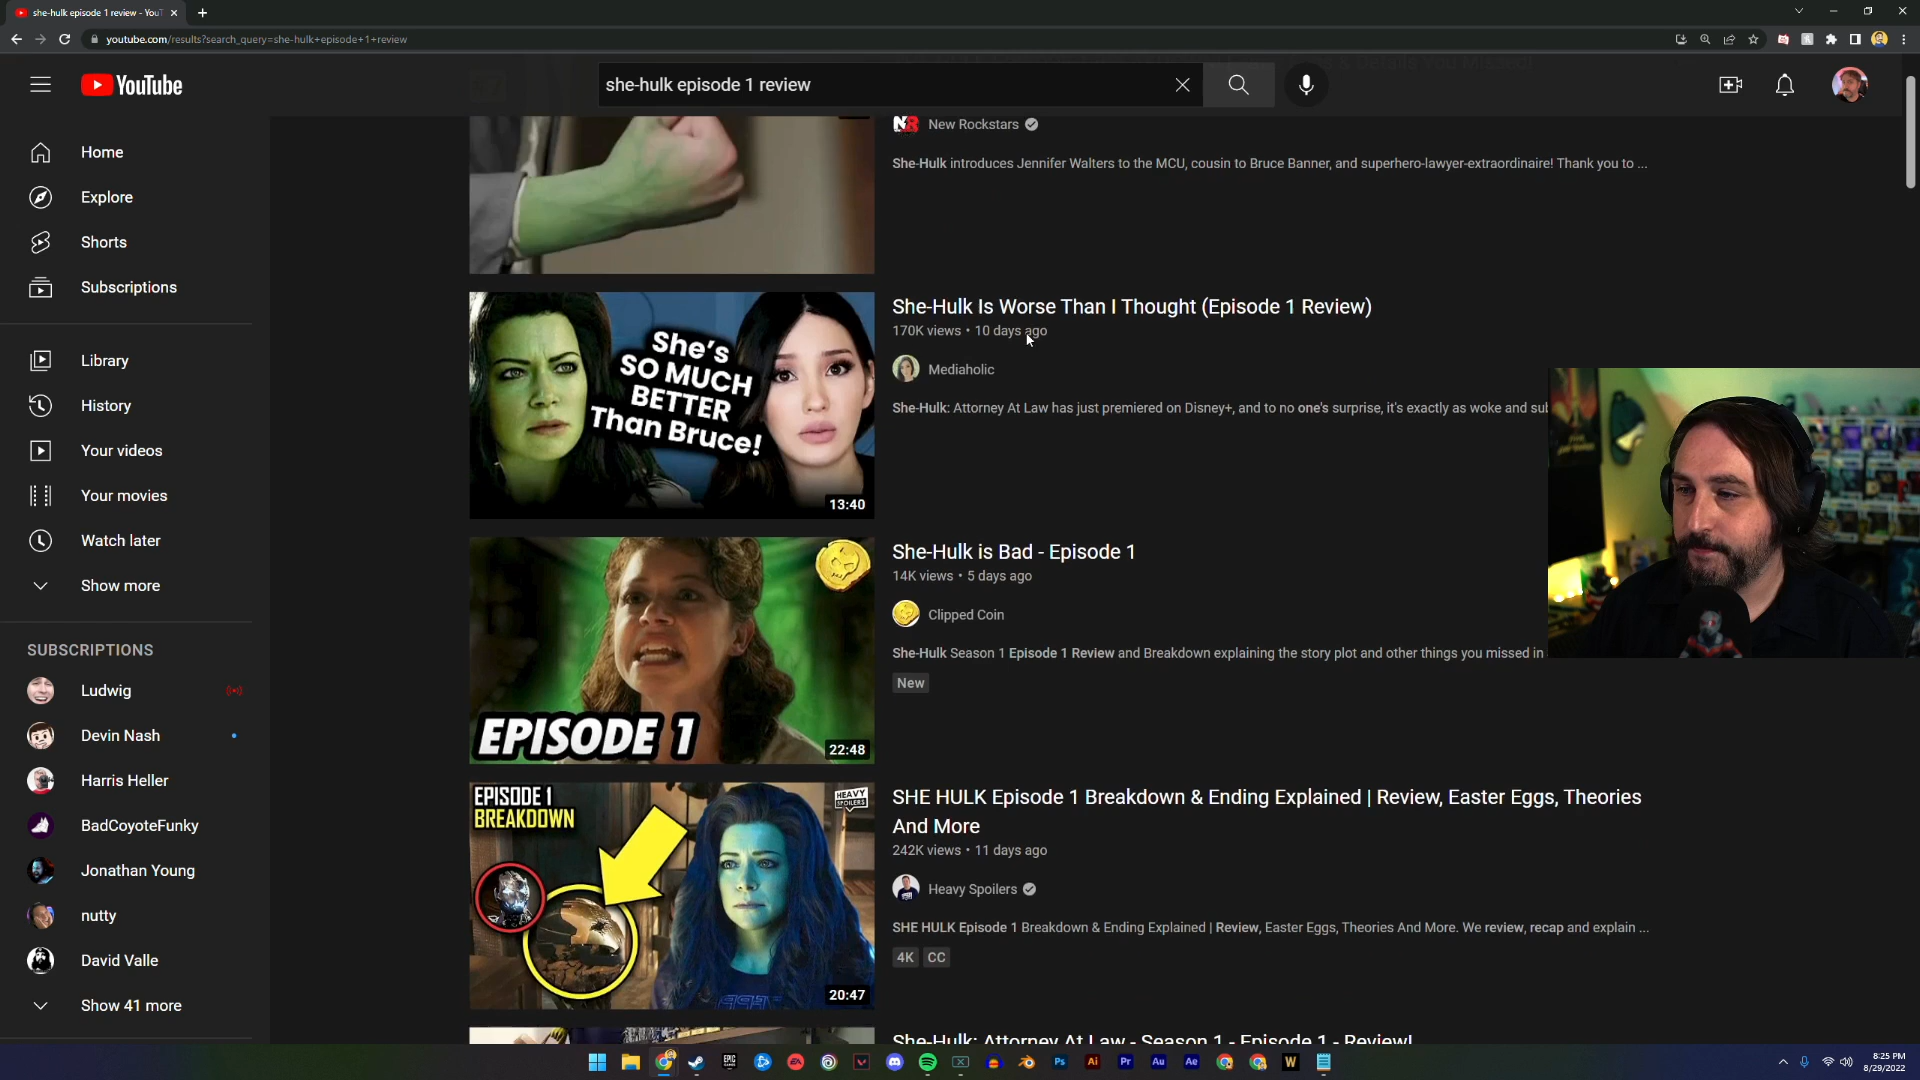 she-hulk episode 1 review - YouT
youtube.com/results?search_query=she-hulk+episode+1+review
YouTube
she-hulk episode 1 review
Home
Explore
Shorts
Subscriptions
Library
History
Your videos
Your movies
Watch later
Show more
SUBSCRIPTIONS
Ludwig
Devin Nash
Harris Heller
BadCoyoteFunky
Jonathan Young
nutty
David Valle
Show 41 more
New Rockstars
She-Hulk introduces Jennifer Walters to the MCU, cousin to Bruce Banner, and superhero-lawyer-extraordinaire! Thank you to ...
She's
SO MUCH
BETTER
Than Bruce!
13:40
She-Hulk Is Worse Than I Thought (Episode 1 Review)
170K views • 10 days ago
Mediaholic
She-Hulk: Attorney At Law has just premiered on Disney+, and to no one's surprise, it's exactly as woke and
EPISODE 1
22:48
She-Hulk is Bad - Episode 1
14K views • 5 days ago
Clipped Coin
She-Hulk Season 1 Episode 1 Review and Breakdown explaining the story plot and other things you missed in
New
EPISODE 1
BREAKDOWN
HEAVY
SPOILERS
20:47
SHE HULK Episode 1 Breakdown & Ending Explained | Review, Easter Eggs, Theories
And More
242K views • 11 days ago
Heavy Spoilers
SHE HULK Episode 1 Breakdown & Ending Explained | Review, Easter Eggs, Theories And More. We review, recap and explain ...
4K CC
She-Hulk: Attorney At Law - Season 1 - Episode 1 - Review!
EPIC
GAMES
EA
Ps
Ai
Pr
Au
Ae
W
8:25 PM
8/29/2022